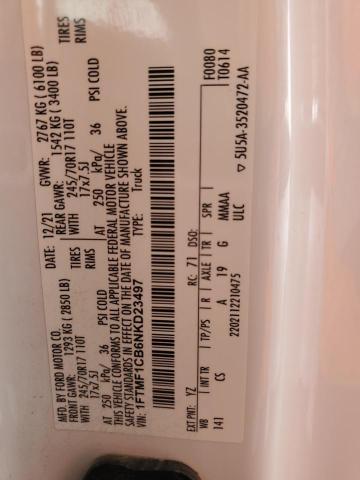 MFD. BY FORD MOTOR CO.
DATE: 12/21 GVWR: 2767 KG ( 6100 LB)
FRONT GAWR: 1293 KG ( 2850 LB) REAR GAWR: 1542 KG ( 3400 LB)
WITH 245/70R17 110T TIRES WITH 245/70R17 110T TIRES
17x7.5J RIMS 17x7.5J RIMS
AT 250 kPa/ 36 PSI COLD AT 250 kPa/ 36 PSI COLD
THIS VEHICLE CONFORMS TO ALL APPLICABLE FEDERAL MOTOR VEHICLE
SAFETY STANDARDS IN EFFECT ON THE DATE OF MANUFACTURE SHOWN ABOVE.
VIN: 1FTMF1CB6NKD23497
TYPE: Truck
F0080
T0614
EXT PNT: YZ RC: 71 DSO:
WB INT TR TP/PS R AXLE TR SPR
141 CS A 19 G MMAA
2202112210475 ULC
▽ 5U5A-3520472-AA